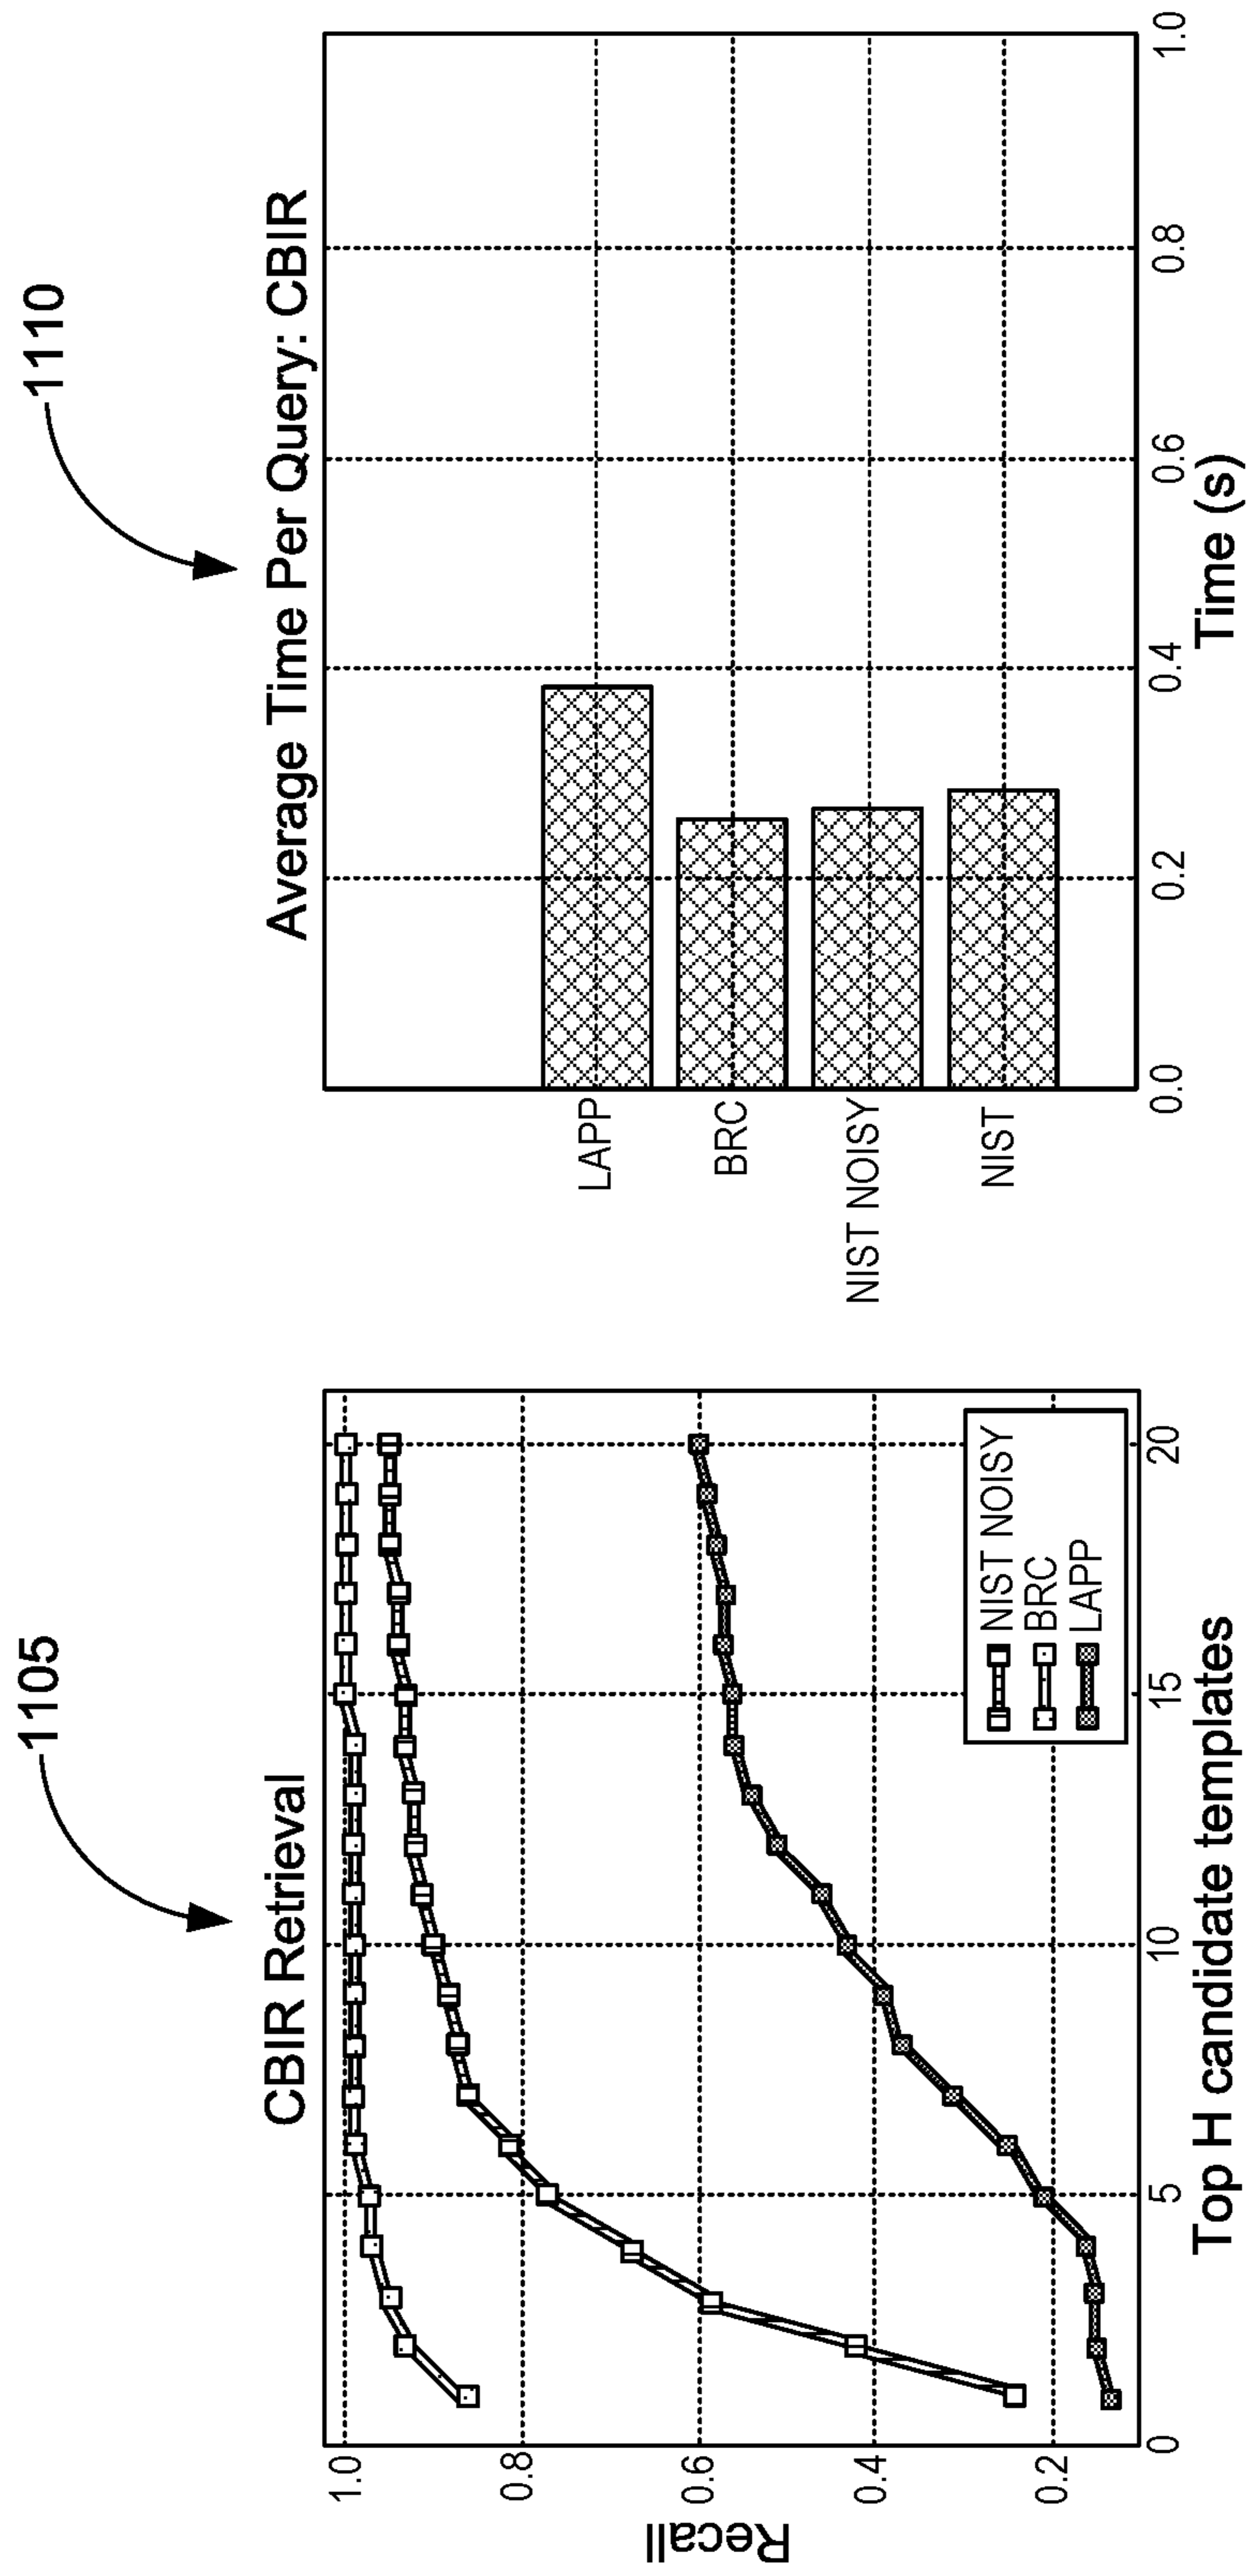 1105
CBIR Retrieval
Recall
1.0
0.8
0.6
0.4
0.2
0
5
10
15
20
Top H candidate templates
NIST NOISY
BRC
LAPP
1110
Average Time Per Query: CBIR
LAPP
BRC
NIST NOISY
NIST
0.0
0.2
0.4
0.6
0.8
1.0
Time (s)